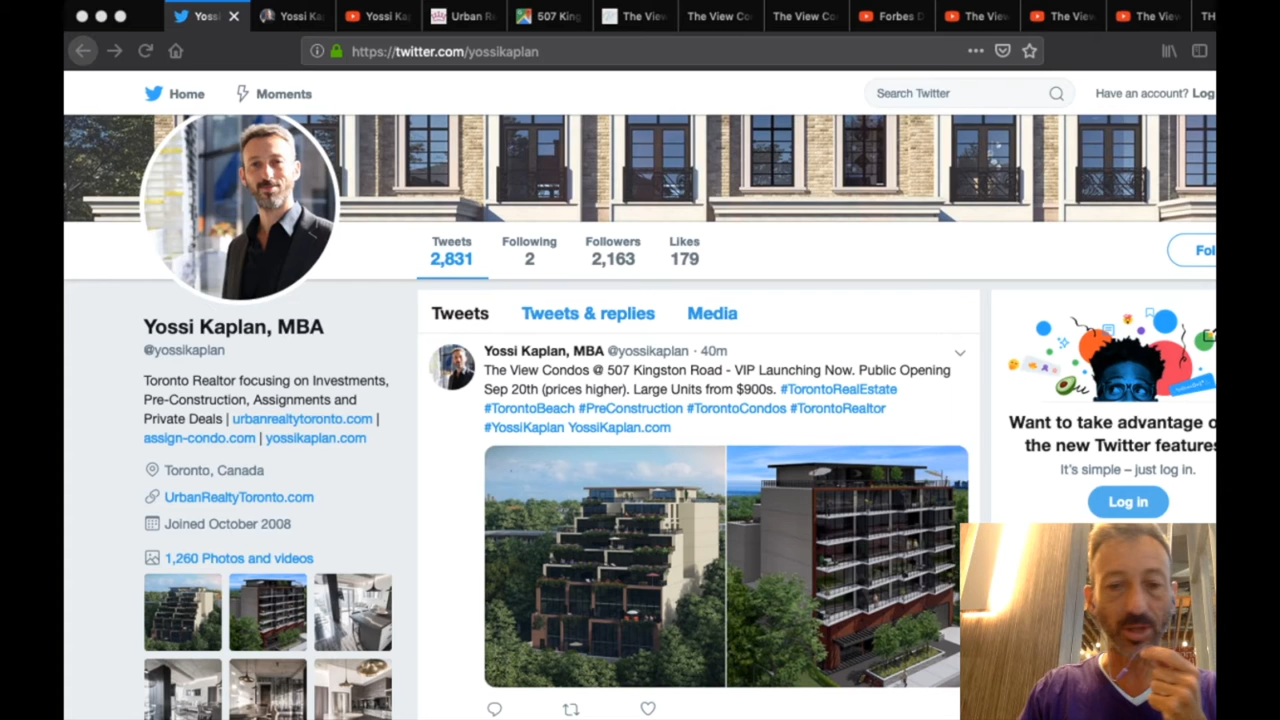 Yossi
Yossi Ka
Yossi Ka
Urban R
507 King
The View
The View Co
The View Co
Forbes D
The View
The View
The View
TH
https://twitter.com/yossikaplan
Home
Moments
Search Twitter
Have an account? Log
Tweets
2,831
Following
2
Followers
2,163
Likes
179
Fol
Yossi Kaplan, MBA
@yossikaplan
Toronto Realtor focusing on Investments,
Pre-Construction, Assignments and
Private Deals | urbanrealtytoronto.com |
assign-condo.com | yossikaplan.com
Toronto, Canada
UrbanRealtyToronto.com
Joined October 2008
1,260 Photos and videos
Tweets Tweets & replies Media
Yossi Kaplan, MBA @yossikaplan · 40m
The View Condos @ 507 Kingston Road - VIP Launching Now. Public Opening
Sep 20th (prices higher). Large Units from $900s. #TorontoRealEstate
#TorontoBeach #PreConstruction #TorontoCondos #TorontoRealtor
#YossiKaplan YossiKaplan.com
Want to take advantage o
the new Twitter features
It's simple – just log in.
Log in